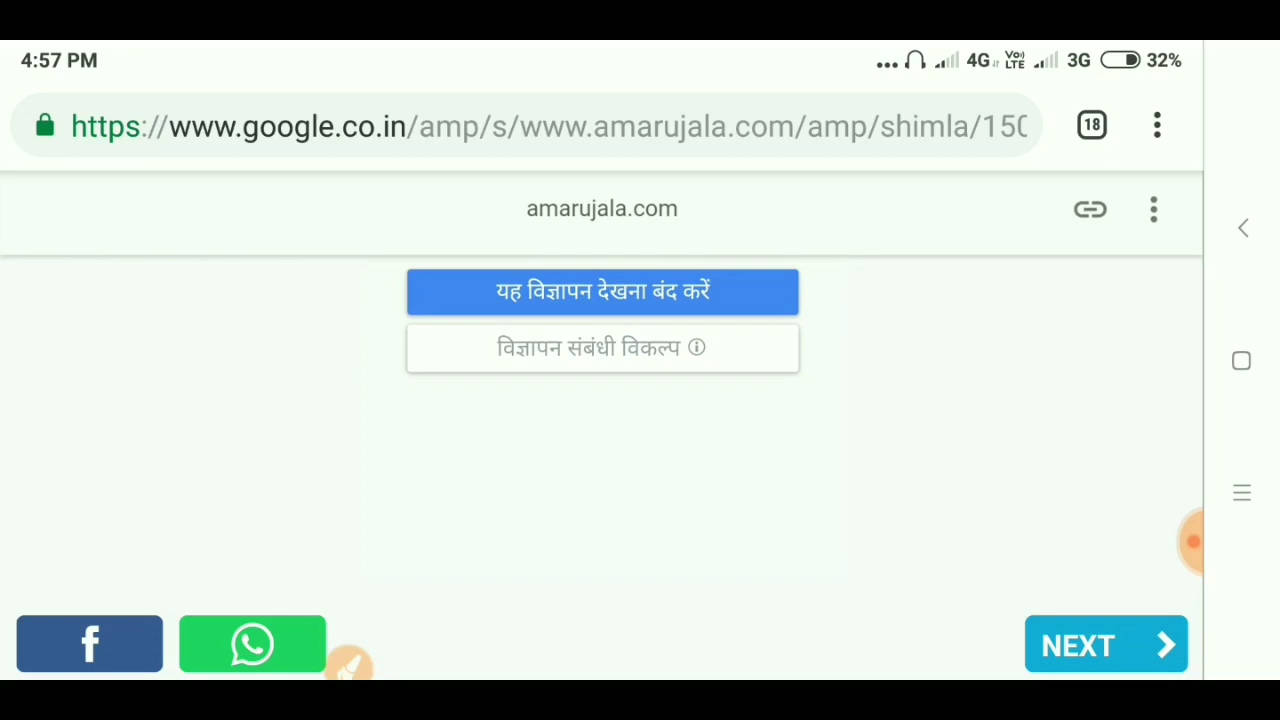 4:57 PM
4G VoLTE 3G 32%
https://www.google.co.in/amp/s/www.amarujala.com/amp/shimla/150
18
amarujala.com
यह विज्ञापन देखना बंद करें
विज्ञापन संबंधी विकल्प
NEXT